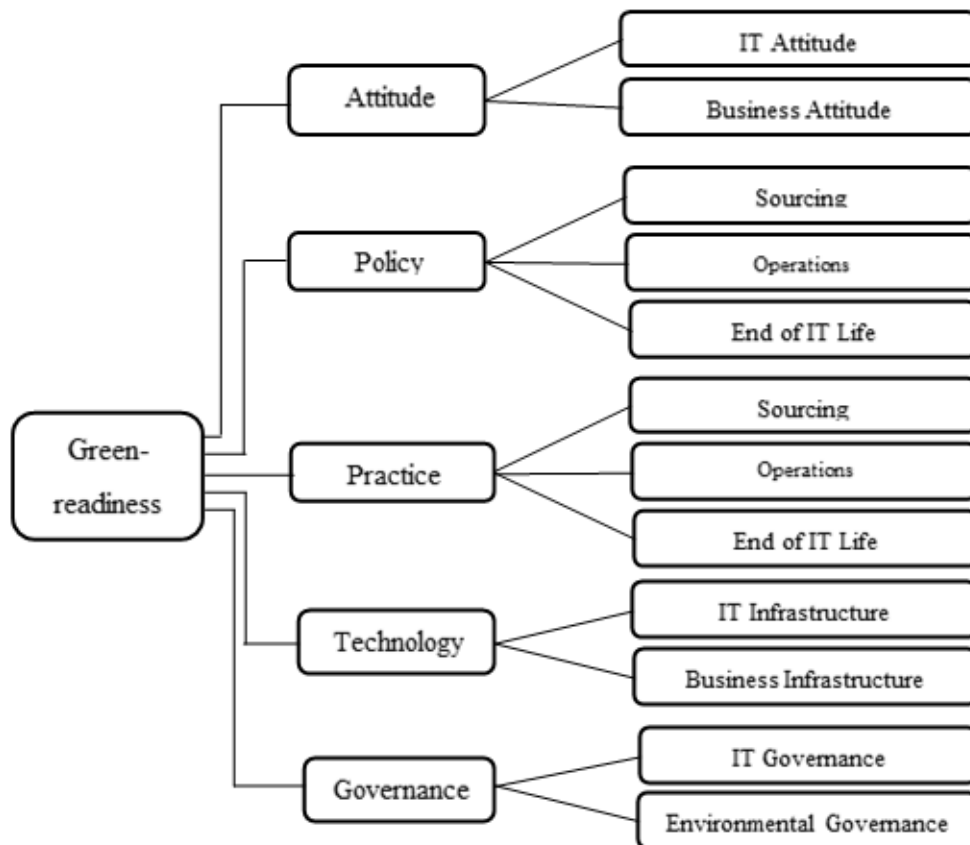 IT Attitude
Attitude
Business Attitude
Sourcing
Policy
Operations
End of IT Life
Green-
readiness
Sourcing
Practice
Operations
End of IT Life
IT Infrastructure
Technology
Business Infrastructure
IT Governance
Governance
Environmental Governance